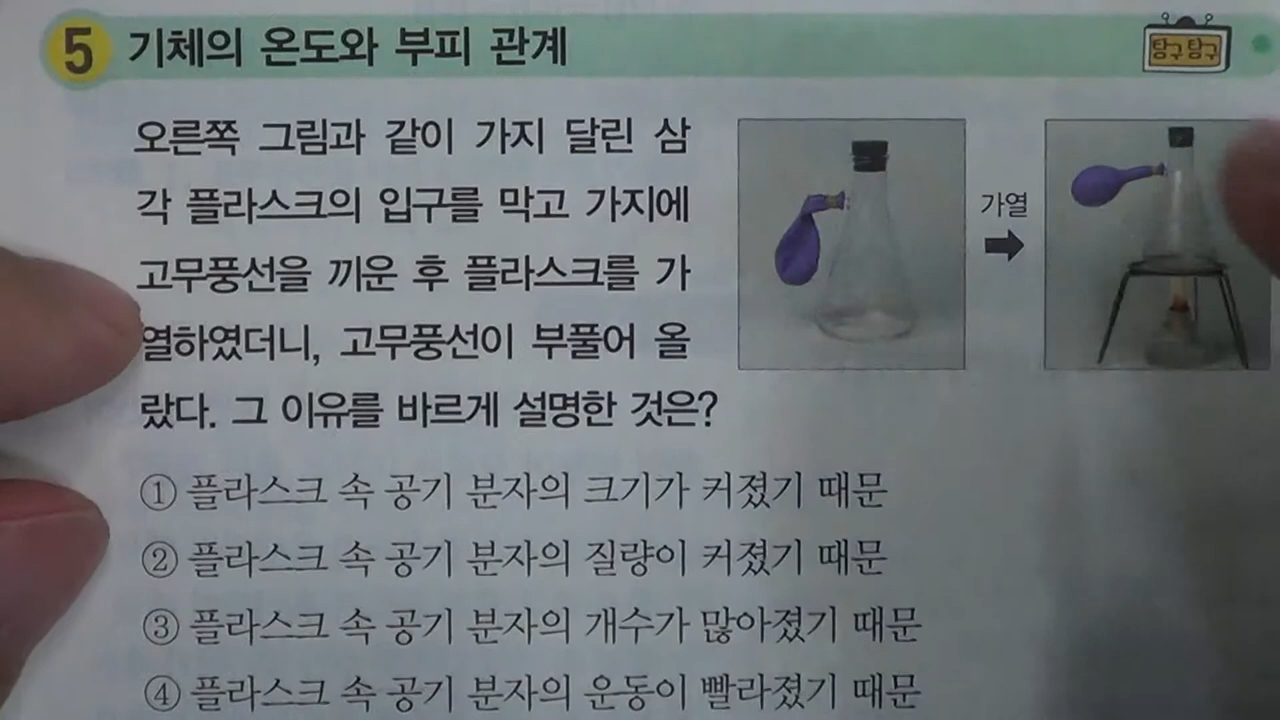 5 기체의 온도와 부피 관계
탐구탐구
오른쪽 그림과 같이 가지 달린 삼
각 플라스크의 입구를 막고 가지에
고무풍선을 끼운 후 플라스크를 가
열하였더니, 고무풍선이 부풀어 올
랐다. 그 이유를 바르게 설명한 것은?
가열
① 플라스크 속 공기 분자의 크기가 커졌기 때문
② 플라스크 속 공기 분자의 질량이 커졌기 때문
③ 플라스크 속 공기 분자의 개수가 많아졌기 때문
④ 플라스크 속 공기 분자의 운동이 빨라졌기 때문